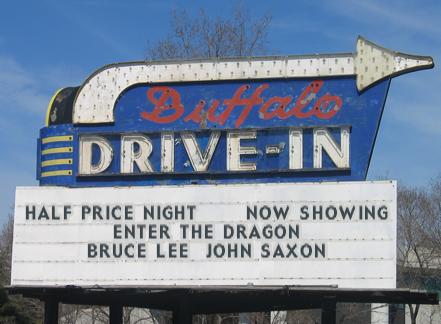 Buffalo
DRIVE-IN
HALF PRICE NIGHT NOW SHOWING
ENTER THE DRAGON
BRUCE LEE JOHN SAXON